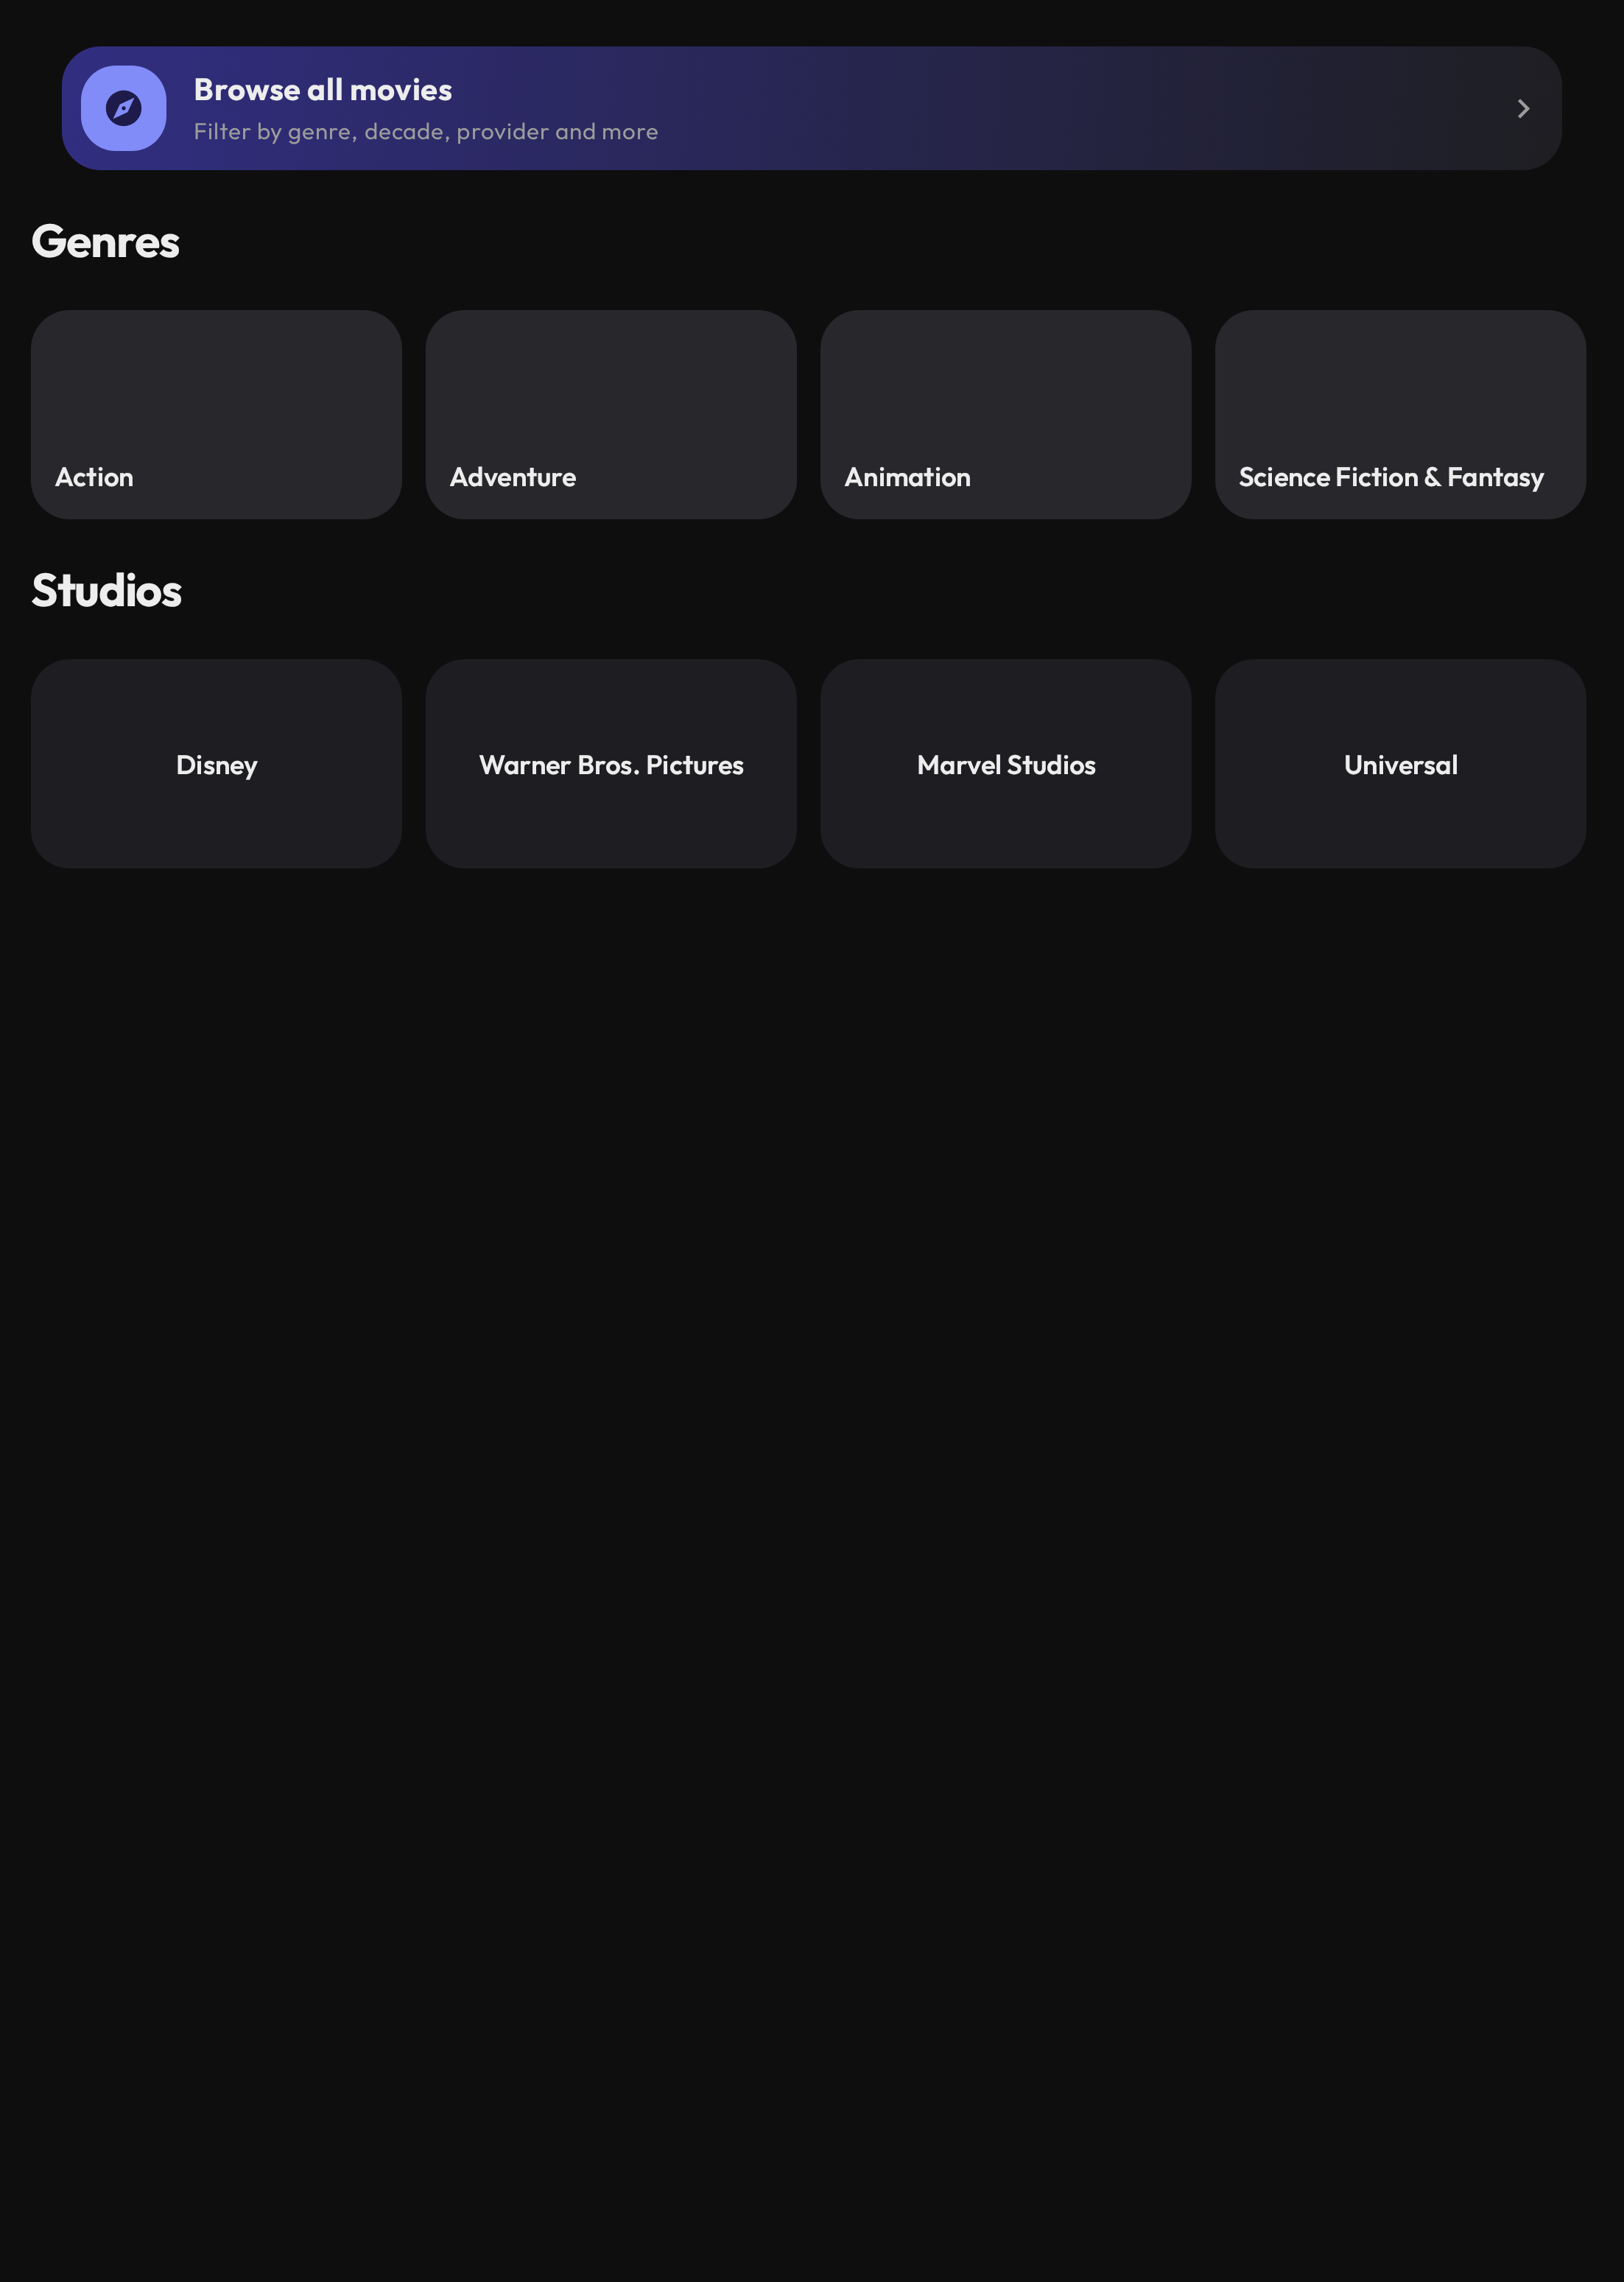 Browse all movies
Filter by genre, decade, provider and more
Genres
Action
Adventure
Animation
Science Fiction & Fantasy
Studios
Disney
Warner Bros. Pictures
Marvel Studios
Universal